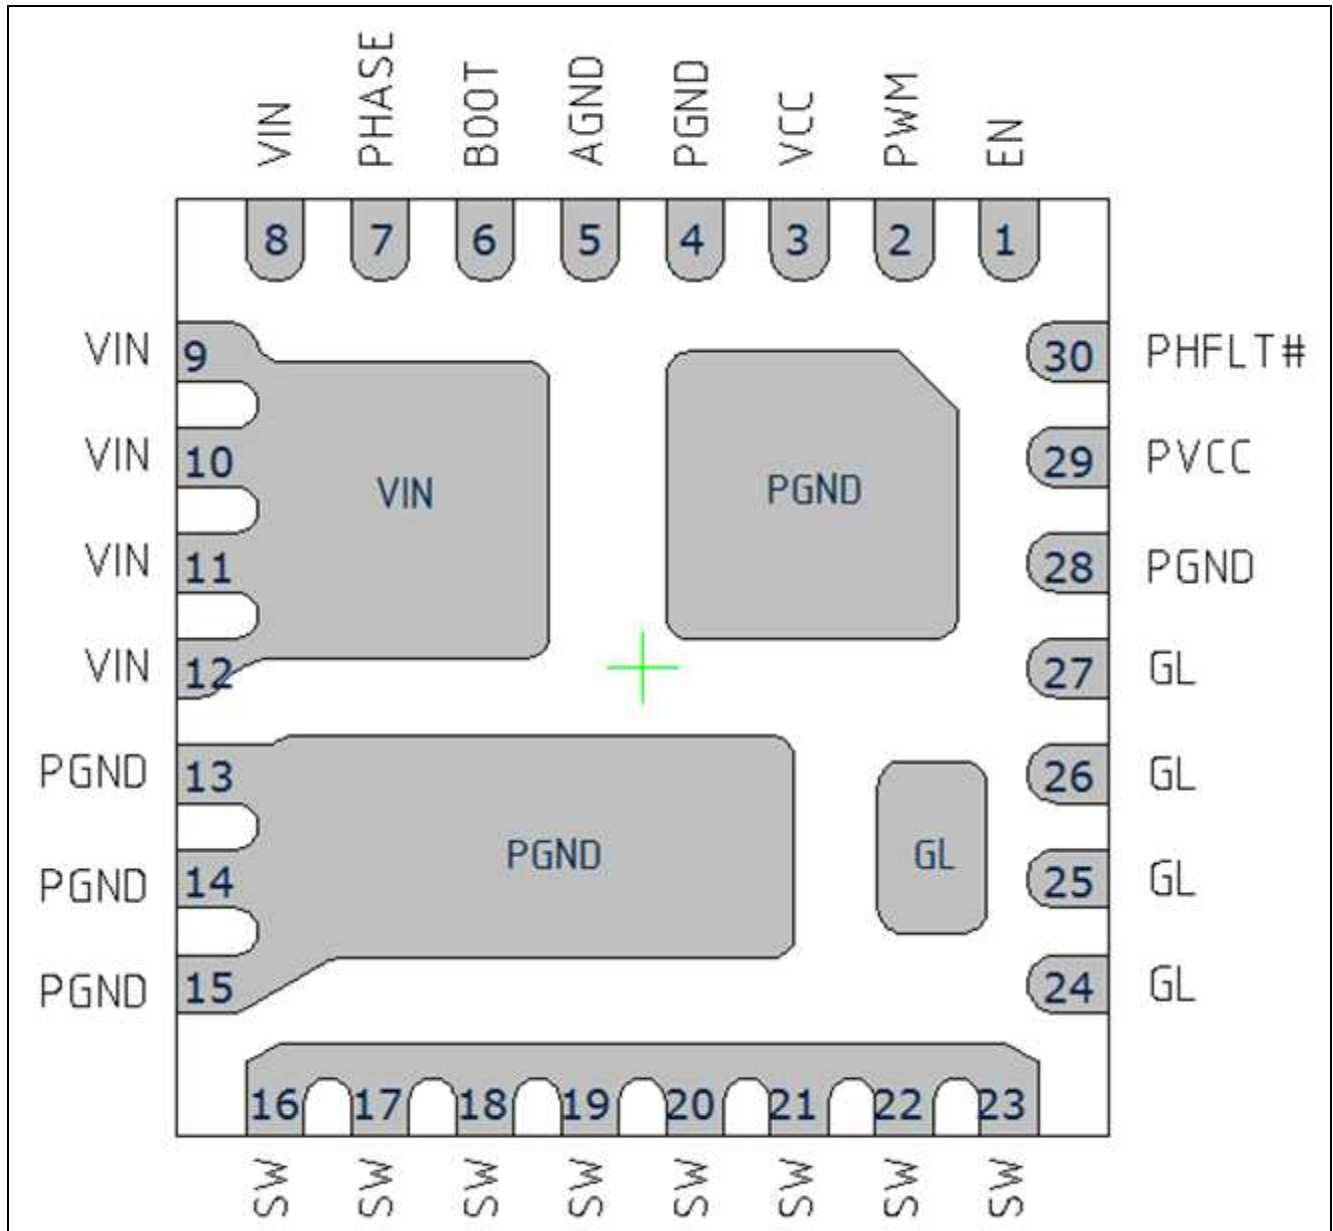 VIN PHASE BOOT AGND PGND VCC PWM EN
8 7 6 5 4 3 2 1
VIN 9 30 PHFLT#
VIN 10 29 PVCC
VIN PGND
VIN 11 28 PGND
VIN 12 27 GL
PGND 13 26 GL
PGND GL
PGND 14 25 GL
PGND 15 24 GL
16 17 18 19 20 21 22 23
SW SW SW SW SW SW SW SW